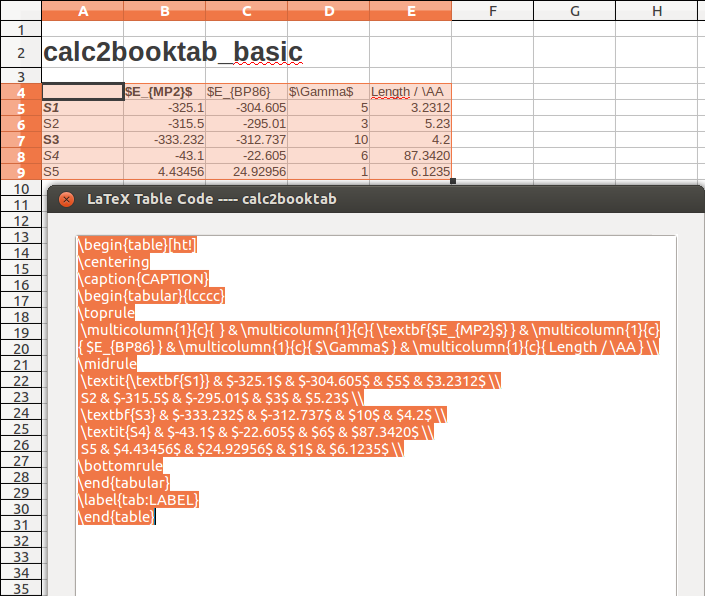 A B C D E F G H
1
2 calc2booktab_basic
3
4 $E_{MP2}$ $E_{BP86} $\Gamma$ Length / \AA
5 S1 -325.1 -304.605 5 3.2312
6 S2 -315.5 -295.01 3 5.23
7 S3 -333.232 -312.737 10 4.2
8 S4 -43.1 -22.605 6 87.3420
9 S5 4.43456 24.92956 1 6.1235
10
11
12
13
14
15
16
17
18
19
20
21
22
23
24
25
26
27
28
29
30
31
32
33
34
35
LaTeX Table Code ---- calc2booktab
\begin{table}[ht!]
\centering
\caption{CAPTION}
\begin{tabular}{lcccc}
\toprule
\multicolumn{1}{c}{ } & \multicolumn{1}{c}{ \textbf{$E_{MP2}$} } & \multicolumn{1}{c}
{ $E_{BP86} } & \multicolumn{1}{c}{ $\Gamma$ } & \multicolumn{1}{c}{ Length / \AA } \\
\midrule
\textit{\textbf{S1}} & $-325.1$ & $-304.605$ & $5$ & $3.2312$ \\
S2 & $-315.5$ & $-295.01$ & $3$ & $5.23$ \\
\textbf{S3} & $-333.232$ & $-312.737$ & $10$ & $4.2$ \\
\textit{S4} & $-43.1$ & $-22.605$ & $6$ & $87.3420$ \\
S5 & $4.43456$ & $24.92956$ & $1$ & $6.1235$ \\
\bottomrule
\end{tabular}
\label{tab:LABEL}
\end{table}